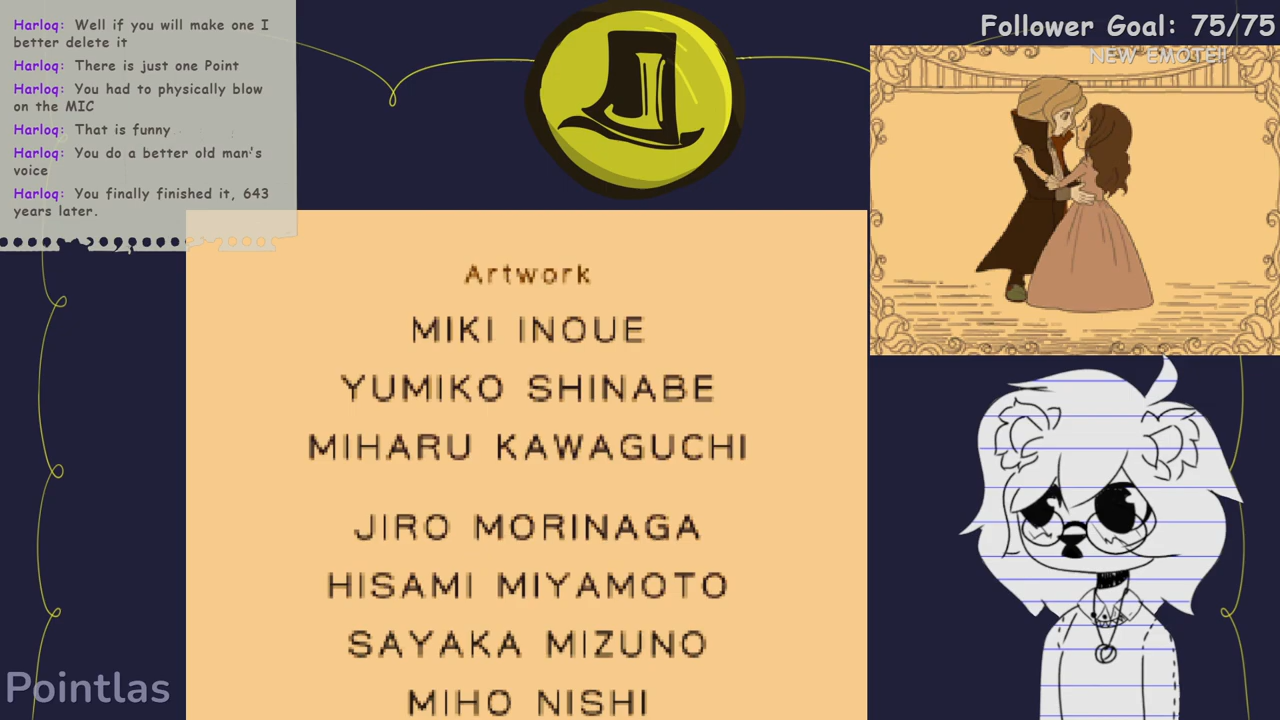 Harloq: Well if you will make one I
better delete it
Harloq: There is just one Point
Harloq: You had to physically blow
on the MIC
Harloq: That is funny
Harloq: You do a better old man's
voice
Harloq: You finally finished it, 643
years later.
Follower Goal: 75/75
NEW EMOTE!!
Artwork
MIKI INOUE
YUMIKO SHINABE
MIHARU KAWAGUCHI
JIRO MORINAGA
HISAMI MIYAMOTO
SAYAKA MIZUNO
MIHO NISHI
Pointlas